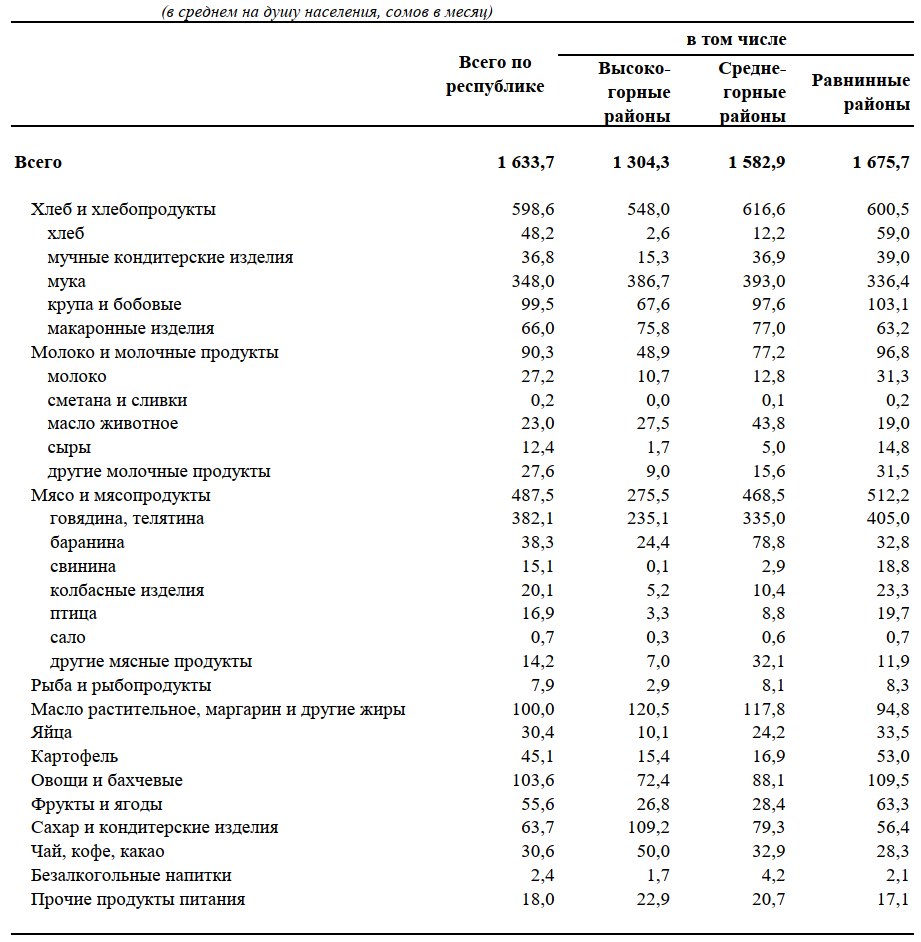 (в среднем на душу населения, сомов в месяц)
в том числе
Всего по республике
Высоко-
горные
районы
Средне-
горные
районы
Равнинные
районы
Всего 1 633,7 1 304,3 1 582,9 1 675,7
Хлеб и хлебопродукты 598,6 548,0 616,6 600,5
хлеб 48,2 2,6 12,2 59,0
мучные кондитерские изделия 36,8 15,3 36,9 39,0
мука 348,0 386,7 393,0 336,4
крупа и бобовые 99,5 67,6 97,6 103,1
макаронные изделия 66,0 75,8 77,0 63,2
Молоко и молочные продукты 90,3 48,9 77,2 96,8
молоко 27,2 10,7 12,8 31,3
сметана и сливки 0,2 0,0 0,1 0,2
масло животное 23,0 27,5 43,8 19,0
сыры 12,4 1,7 5,0 14,8
другие молочные продукты 27,6 9,0 15,6 31,5
Мясо и мясопродукты 487,5 275,5 468,5 512,2
говядина, телятина 382,1 235,1 335,0 405,0
баранина 38,3 24,4 78,8 32,8
свинина 15,1 0,1 2,9 18,8
колбасные изделия 20,1 5,2 10,4 23,3
птица 16,9 3,3 8,8 19,7
сало 0,7 0,3 0,6 0,7
другие мясные продукты 14,2 7,0 32,1 11,9
Рыба и рыбопродукты 7,9 2,9 8,1 8,3
Масло растительное, маргарин и другие жиры 100,0 120,5 117,8 94,8
Яйца 30,4 10,1 24,2 33,5
Картофель 45,1 15,4 16,9 53,0
Овощи и бахчевые 103,6 72,4 88,1 109,5
Фрукты и ягоды 55,6 26,8 28,4 63,3
Сахар и кондитерские изделия 63,7 109,2 79,3 56,4
Чай, кофе, какао 30,6 50,0 32,9 28,3
Безалкогольные напитки 2,4 1,7 4,2 2,1
Прочие продукты питания 18,0 22,9 20,7 17,1